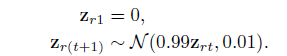 z_{r1} = 0,
z_{r(t+1)} ∼ 𝒩(0.99z_{rt}, 0.01).